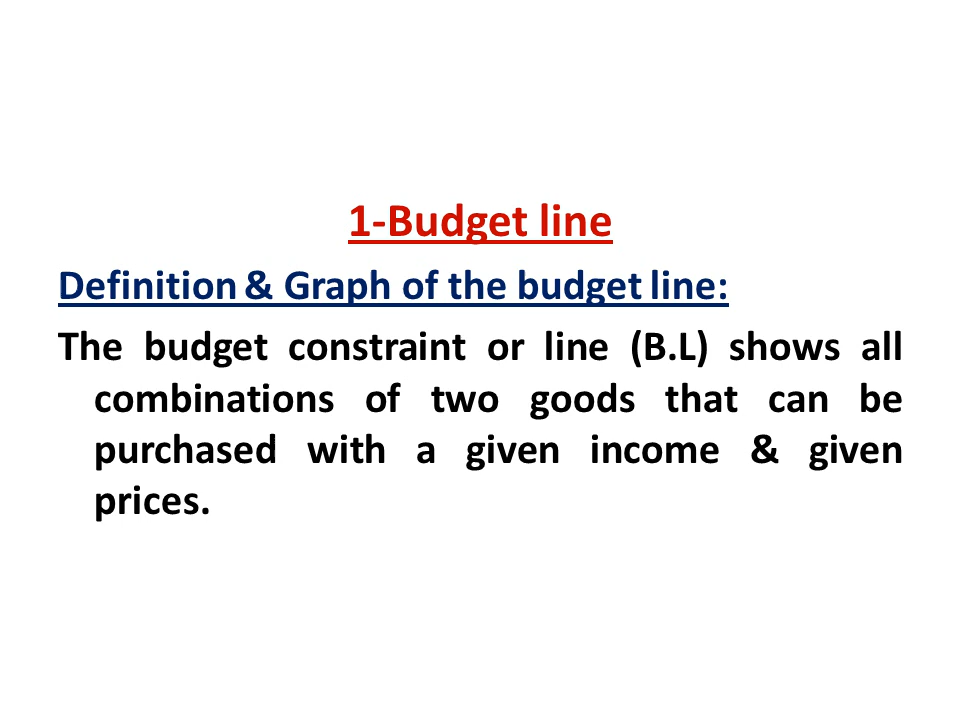 1-Budget line
Definition & Graph of the budget line:
The budget constraint or line (B.L) shows all
combinations of two goods that can be
purchased with a given income & given
prices.